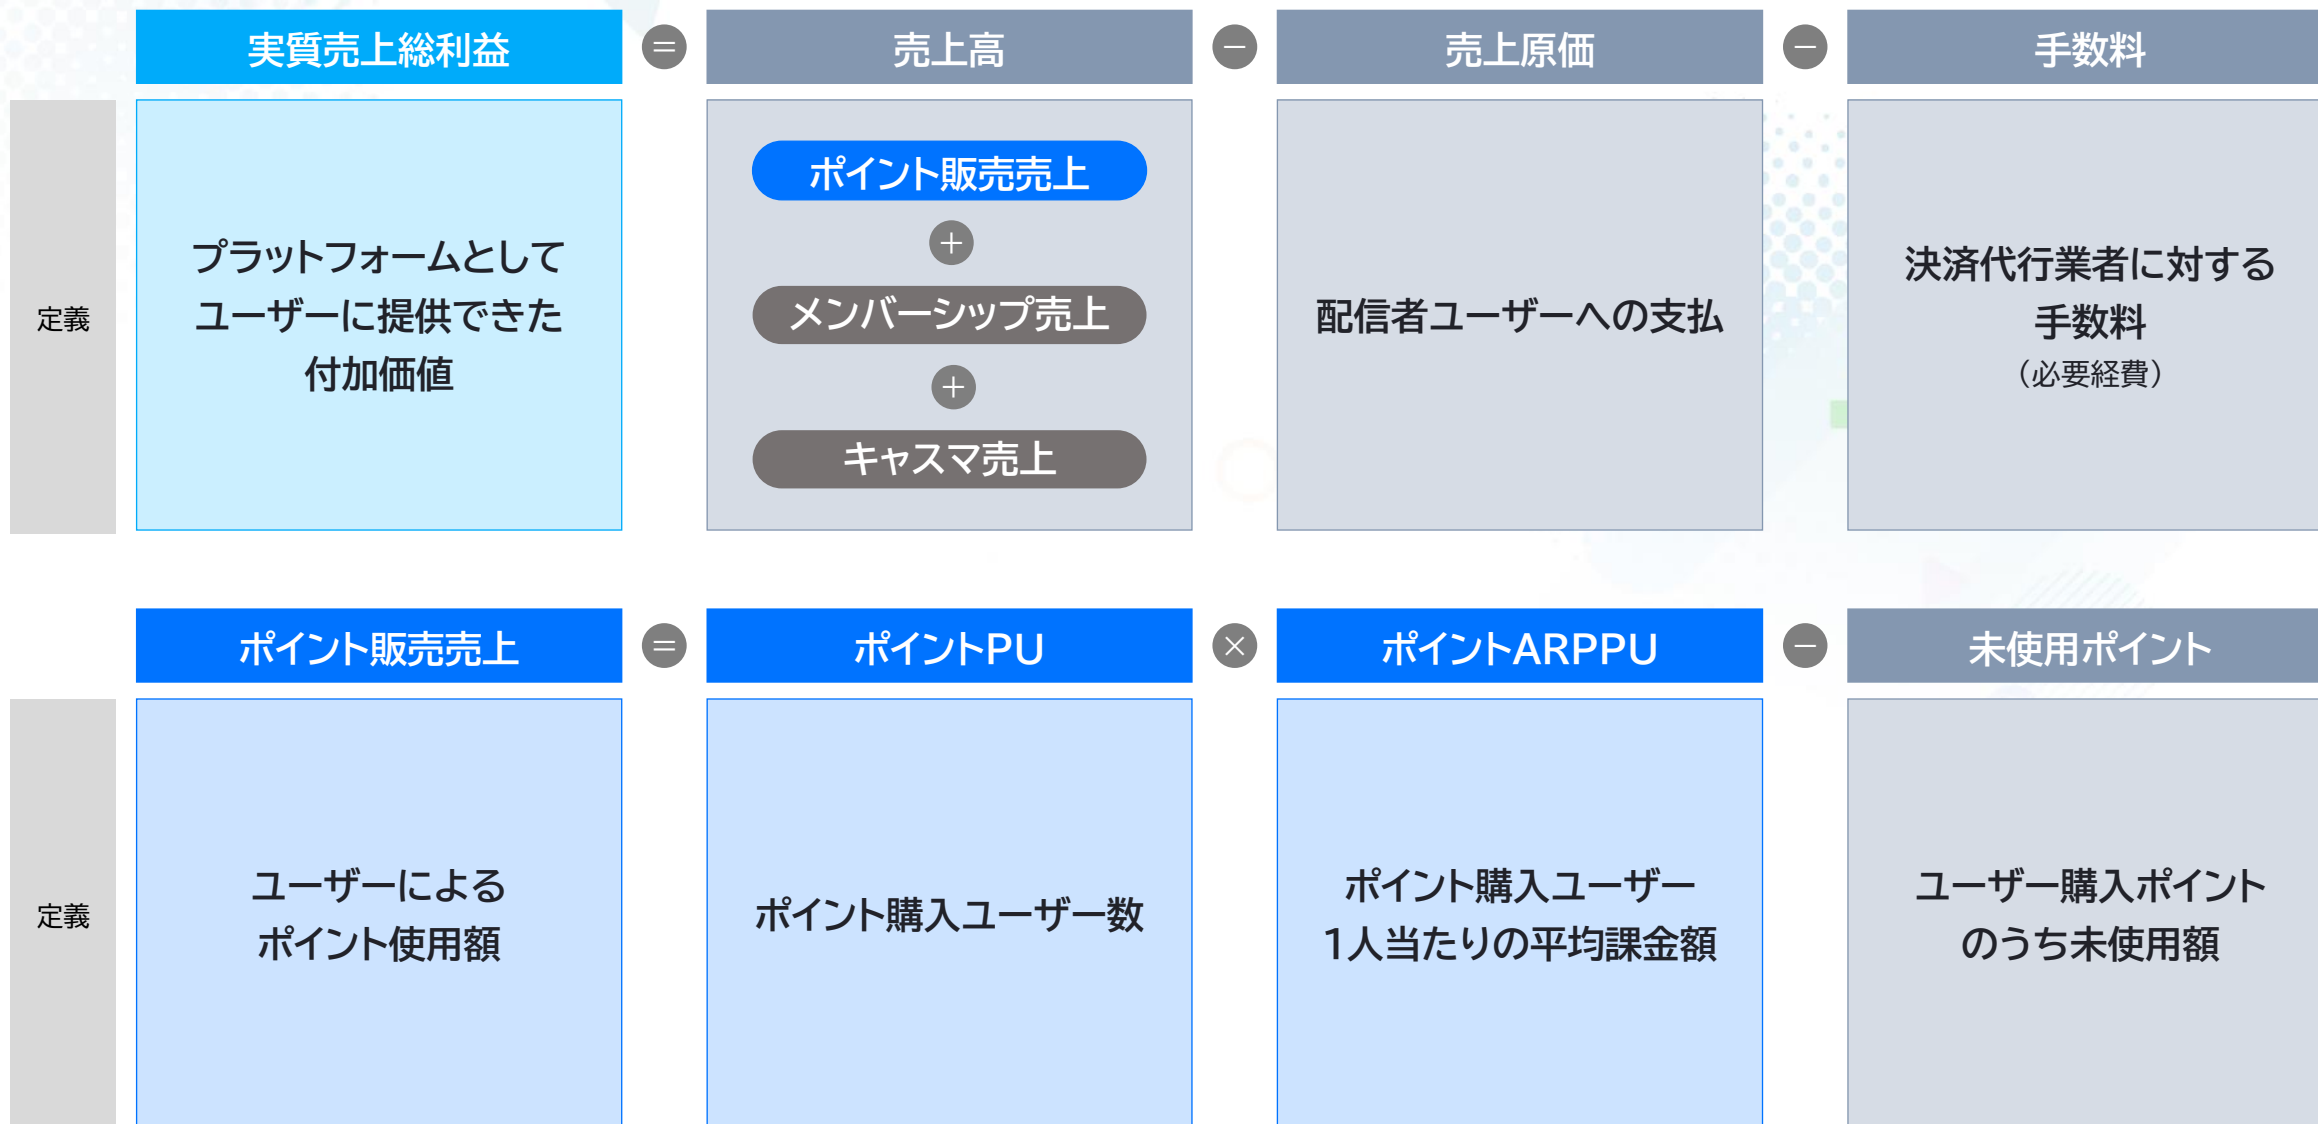 実質売上総利益
=
売上高
−
売上原価
−
手数料
定義
プラットフォームとして
ユーザーに提供できた
付加価値
ポイント販売売上
+
メンバーシップ売上
+
キャスマ売上
配信者ユーザーへの支払
決済代行業者に対する
手数料
（必要経費）
ポイント販売売上
=
ポイントPU
×
ポイントARPPU
−
未使用ポイント
定義
ユーザーによる
ポイント使用額
ポイント購入ユーザー数
ポイント購入ユーザー
1人当たりの平均課金額
ユーザー購入ポイント
のうち未使用額